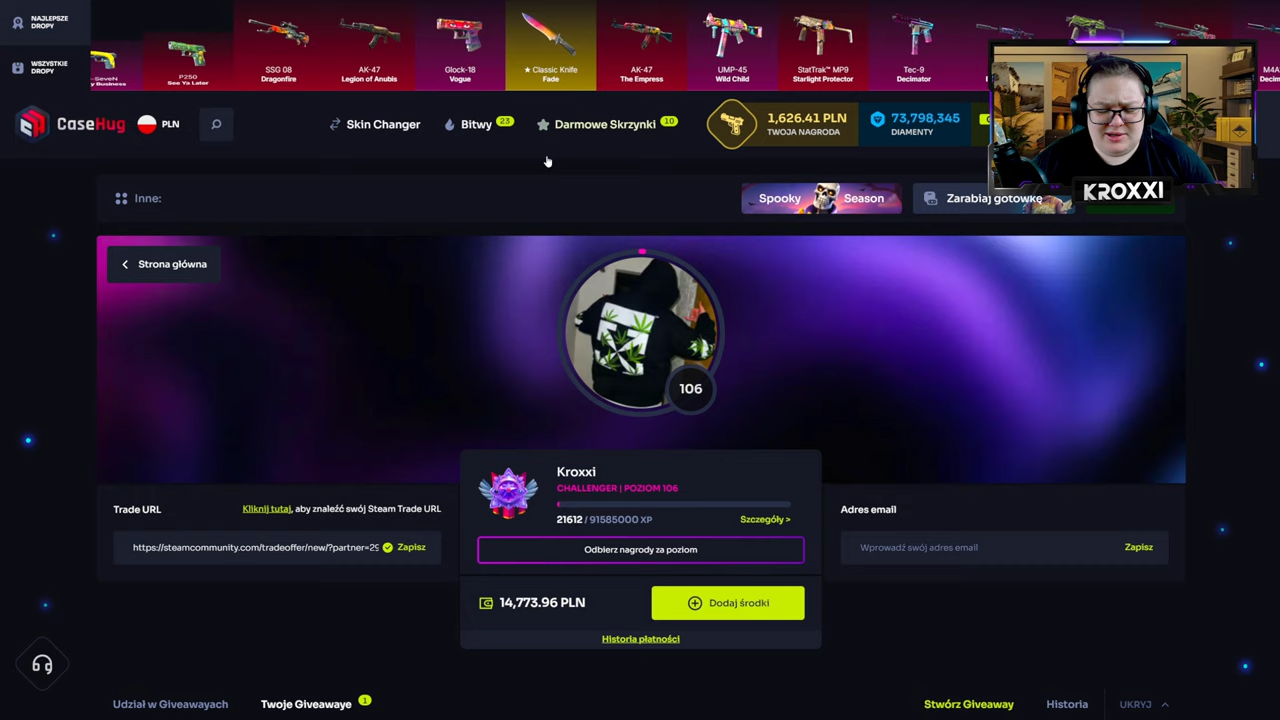 NAJLEPSZE
DROPY
WSZYSTKIE
DROPY
P250
See Ya Later
SSG 08
Dragonfire
AK-47
Legion of Anubis
Glock-18
Vogue
★ Classic Knife
Fade
AK-47
The Empress
UMP-45
Wild Child
StatTrak™ MP9
Starlight Protector
Tec-9
Decimator
CaseHug
PLN
Skin Changer
Bitwy 23
Darmowe Skrzynki 10
1,626.41 PLN
TWOJA NAGRODA
73,798,345
DIAMENTY
KROXXI
Inne:
Spooky Season
Zarabiaj gotówkę
Strona główna
106
Kroxxi
CHALLENGER | POZIOM 106
21612 / 91585000 XP
Szczegóły >
Odbierz nagrody za poziom
14,773.96 PLN
Dodaj środki
Historia płatności
Trade URL
Kliknij tutaj, aby znaleźć swój Steam Trade URL
https://steamcommunity.com/tradeoffer/new/?partner=29
Zapisz
Adres email
Wprowadź swój adres email
Zapisz
Udział w Giveawayach
Twoje Giveawaye 1
Stwórz Giveaway
Historia
UKRYJ